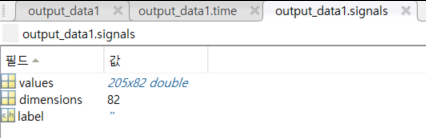 output_data1 output_data1.time output_data1.signals
output_data1.signals
필드 값
values 205x82 double
dimensions 82
label ''